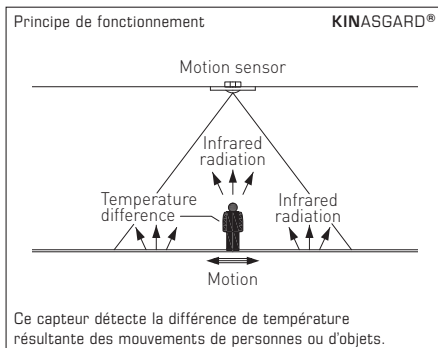 Principe de fonctionnement KINASGARD®
Motion sensor
Infrared
radiation
Temperature
difference
Infrared
radiation
Motion
Ce capteur détecte la différence de température
résultante des mouvements de personnes ou d'objets.